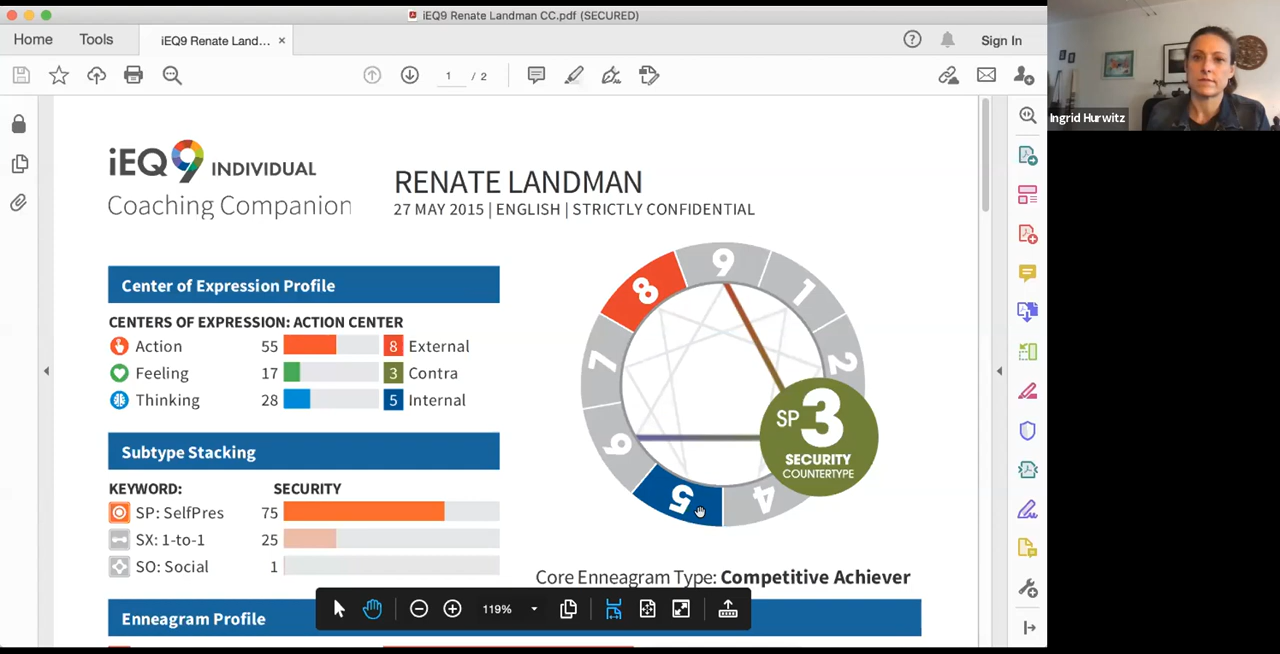 iEQ9 Renate Landman CC.pdf (SECURED)
Home
Tools
iEQ9 Renate Land...
×
Sign In
1 / 2
Ingrid Hurwitz
iEQ9 INDIVIDUAL
Coaching Companion
RENATE LANDMAN
27 MAY 2015 | ENGLISH | STRICTLY CONFIDENTIAL
Center of Expression Profile
CENTERS OF EXPRESSION: ACTION CENTER
Action 55 8 External
Feeling 17 3 Contra
Thinking 28 5 Internal
Subtype Stacking
KEYWORD: SECURITY
SP: SelfPres 75
SX: 1-to-1 25
SO: Social 1
9
1
2
SP 3
SECURITY
COUNTERTYPE
4
5
6
7
8
Core Enneagram Type: Competitive Achiever
Enneagram Profile
119%